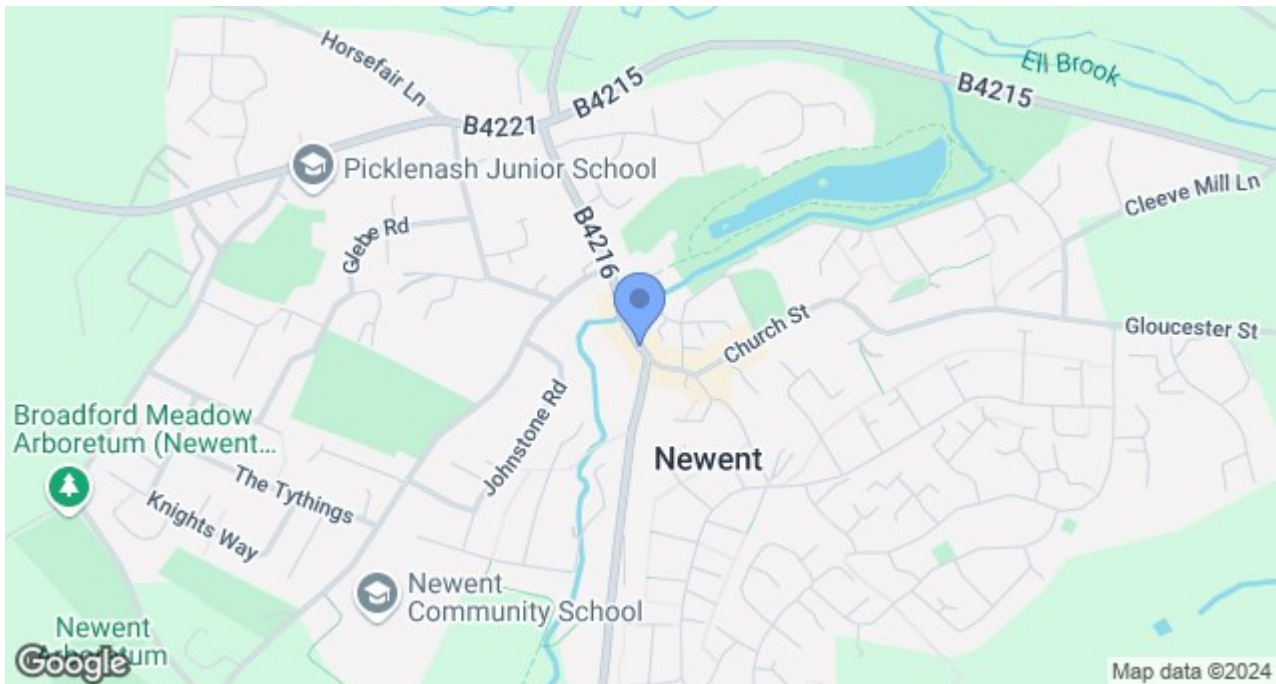 Horsefair Ln
Ell Brook
B4215
B4215
B4221
Picklenash Junior School
Cleeve Mill Ln
Glebe Rd
B4216
Church St
Gloucester St
Johnstone Rd
Broadford Meadow
Arboretum (Newent...
Newent
The Tythings
Knights Way
Newent
Community School
Newent
Arboretum
Google
Map data ©2024